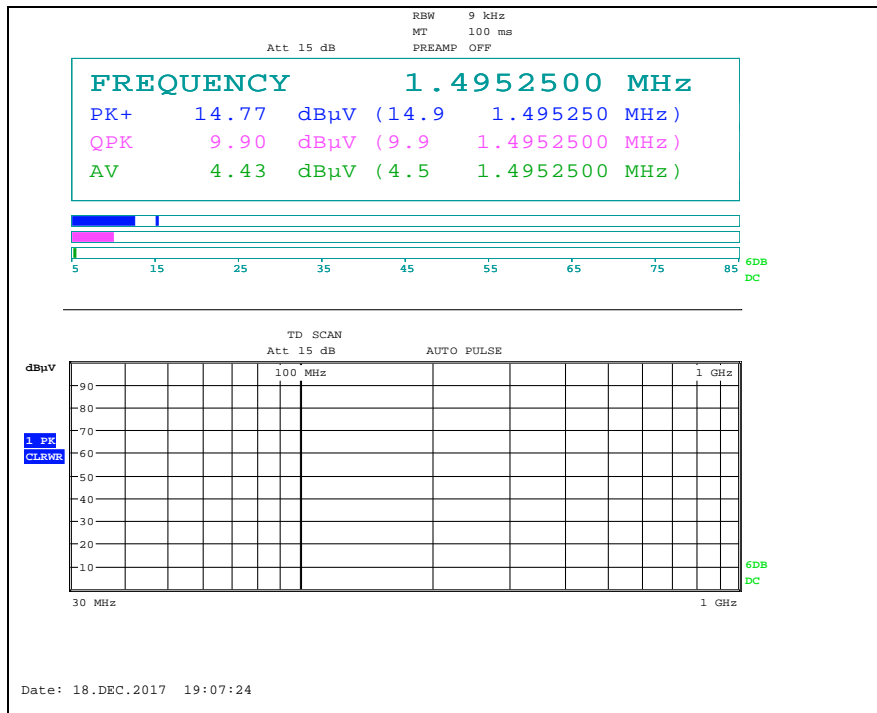 RBW 9 kHz
MT 100 ms
Att 15 dB PREAMP OFF
FREQUENCY 1.4952500 MHz
PK+ 14.77 dBµV (14.9 1.495250 MHz)
QPK 9.90 dBµV (9.9 1.4952500 MHz)
AV 4.43 dBµV (4.5 1.4952500 MHz)
5 15 25 35 45 55 65 75 85
6DB
DC
TD SCAN
Att 15 dB AUTO PULSE
dBµV
100 MHz 1 GHz
90
80
70
1 PK
CLRWR
60
50
40
30
20
10
6DB
DC
30 MHz 1 GHz
Date: 18.DEC.2017 19:07:24